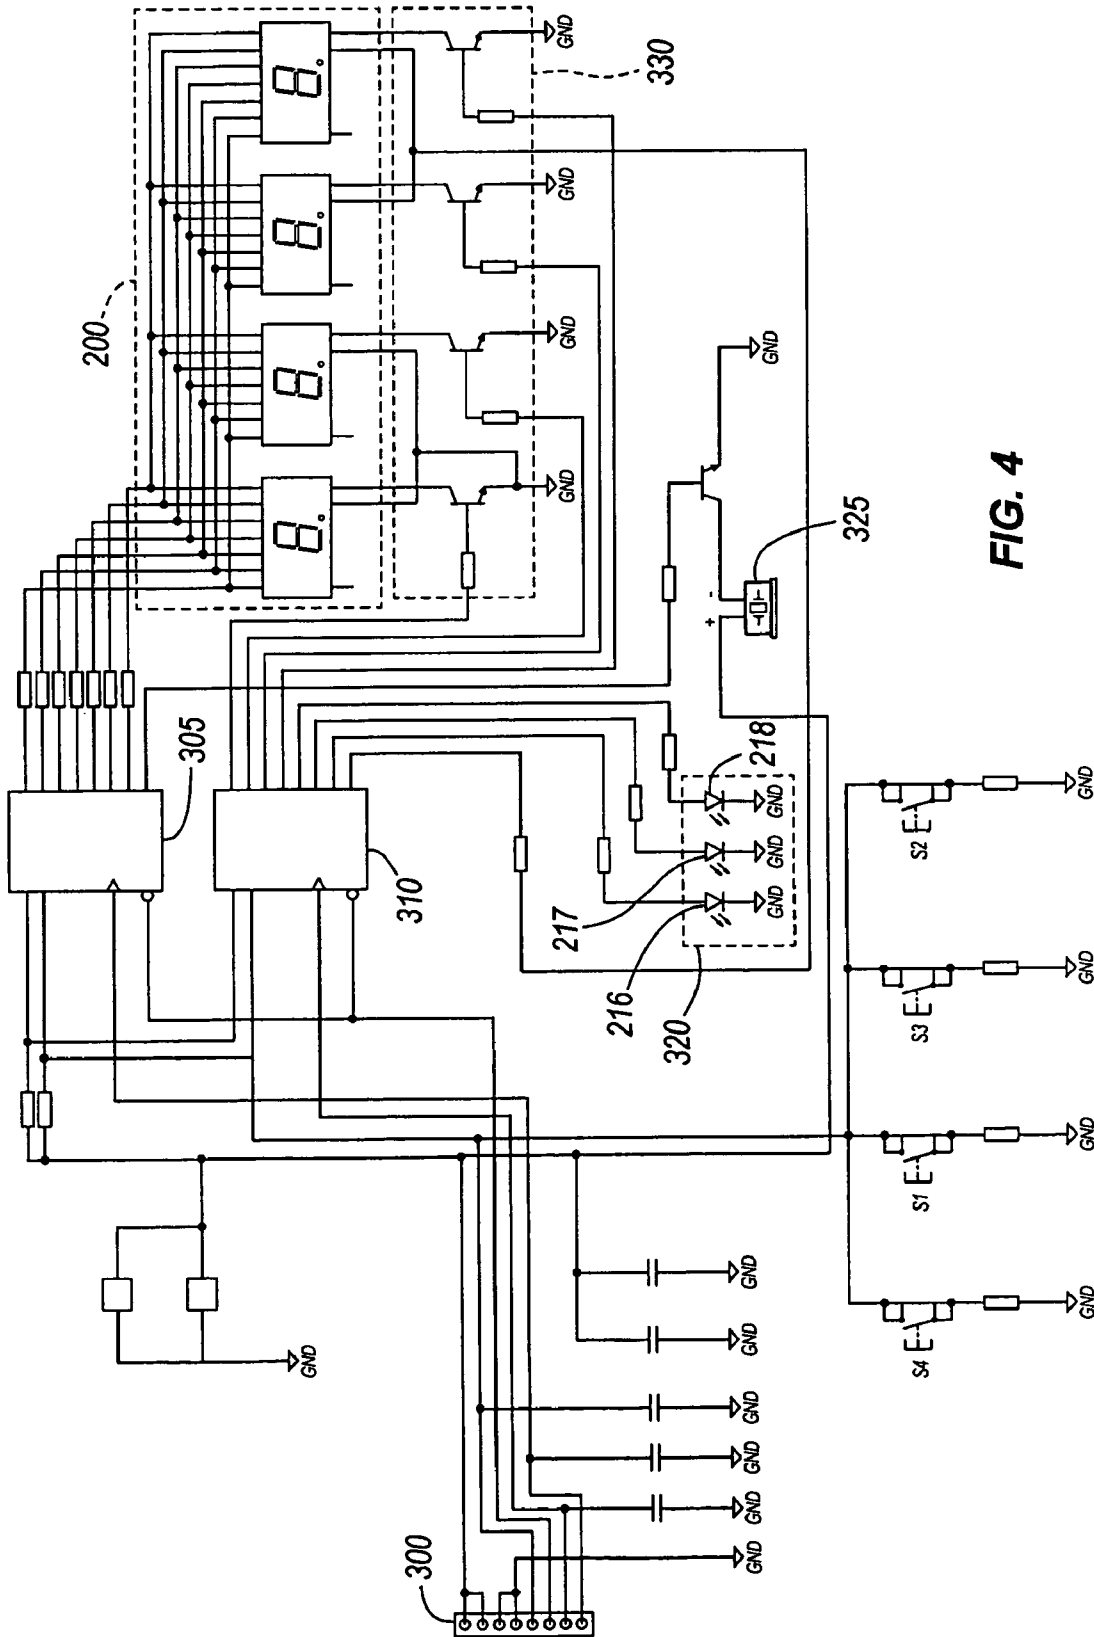 200
305
GND
310
300
GND
GND
GND
GND
217
216
330
320
+ -
218
GND
GND
GND
GND
GND
GND
GND
GND
GND
GND
325
S4
S1
S3
S2
FIG. 4
GND
GND
GND
GND